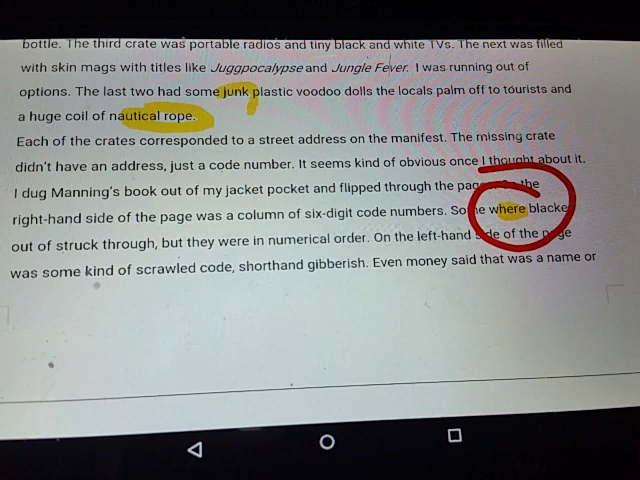 bottle. The third crate was portable radios and tiny black and white TVs. The next was filled
with skin mags with titles like Juggpocalypse and Jungle Fever. I was running out of
options. The last two had some junk plastic voodoo dolls the locals palm off to tourists and
a huge coil of nautical rope.
Each of the crates corresponded to a street address on the manifest. The missing crate
didn't have an address, just a code number. It seems kind of obvious once I thought about it.
I dug Manning's book out of my jacket pocket and flipped through the the
right-hand side of the page was a column of six-digit code numbers. Some where blacked
out of struck through, but they were in numerical order. On the left-hand side of the page
was some kind of scrawled code, shorthand gibberish. Even money said that was a name or